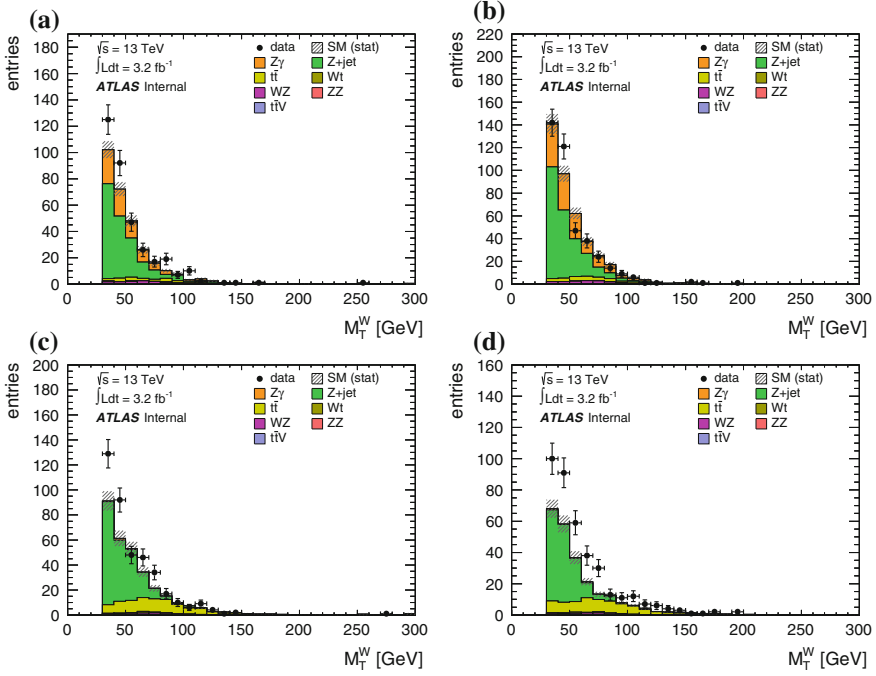 (a)
entries
180
160
140
120
100
80
60
40
20
0
√s = 13 TeV
∫Ldt = 3.2 fb⁻¹
ATLAS Internal
data
SM (stat)
Zγ
Z+jet
tt̄
Wt
WZ
ZZ
tt̄V
0 50 100 150 200 250 300
M_T^W [GeV]
(b)
entries
220
200
180
160
140
120
100
80
60
40
20
0
√s = 13 TeV
∫Ldt = 3.2 fb⁻¹
ATLAS Internal
data
SM (stat)
Zγ
Z+jet
tt̄
Wt
WZ
ZZ
tt̄V
0 50 100 150 200 250 300
M_T^W [GeV]
(c)
entries
200
180
160
140
120
100
80
60
40
20
0
√s = 13 TeV
∫Ldt = 3.2 fb⁻¹
ATLAS Internal
data
SM (stat)
Zγ
Z+jet
tt̄
Wt
WZ
ZZ
tt̄V
0 50 100 150 200 250 300
M_T^W [GeV]
(d)
entries
160
140
120
100
80
60
40
20
0
√s = 13 TeV
∫Ldt = 3.2 fb⁻¹
ATLAS Internal
data
SM (stat)
Zγ
Z+jet
tt̄
Wt
WZ
ZZ
tt̄V
0 50 100 150 200 250 300
M_T^W [GeV]